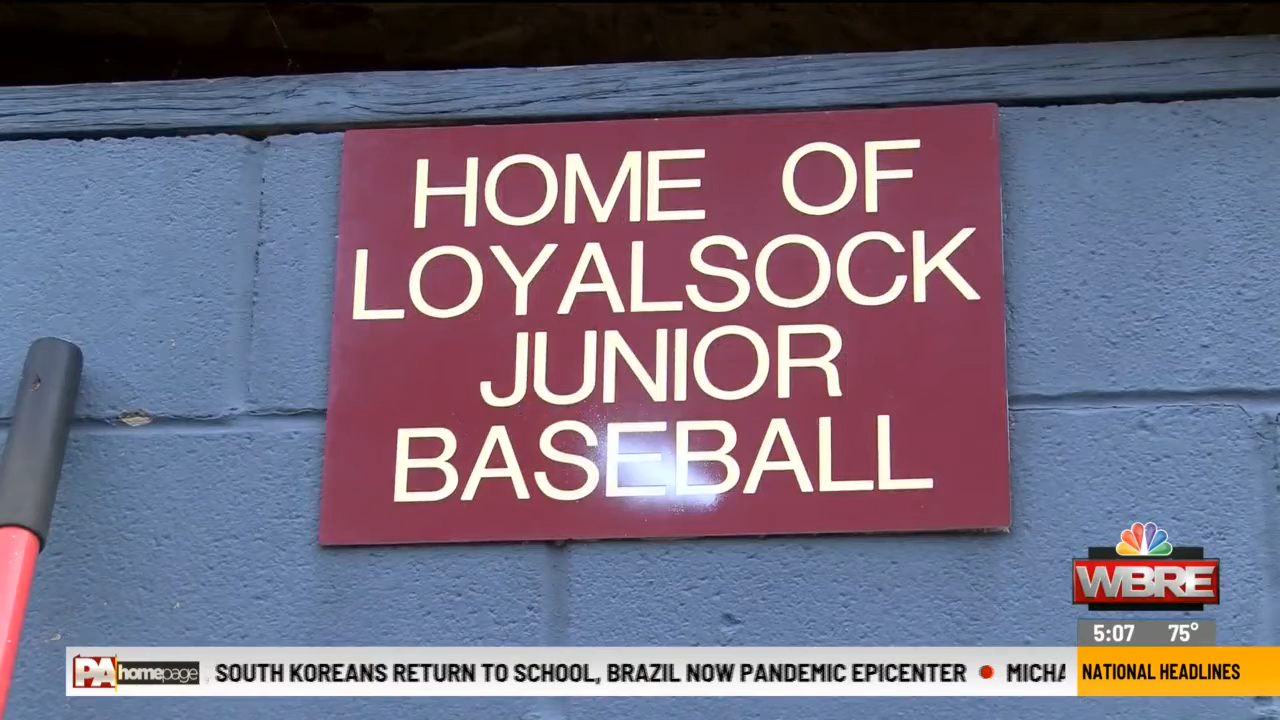 HOME OF
LOYALSOCK
JUNIOR
BASEBALL
WBRE
5:07 75°
PA homepage SOUTH KOREANS RETURN TO SCHOOL, BRAZIL NOW PANDEMIC EPICENTER • MICHA NATIONAL HEADLINES